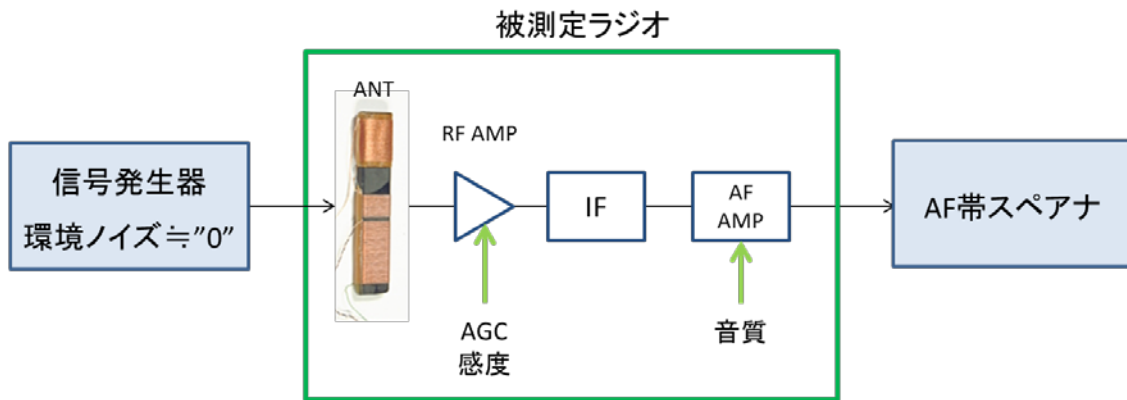 被測定ラジオ
ANT
RF AMP
信号発生器
環境ノイズ≒”0”
IF
AF
AMP
AF帯スペアナ
AGC
感度
音質